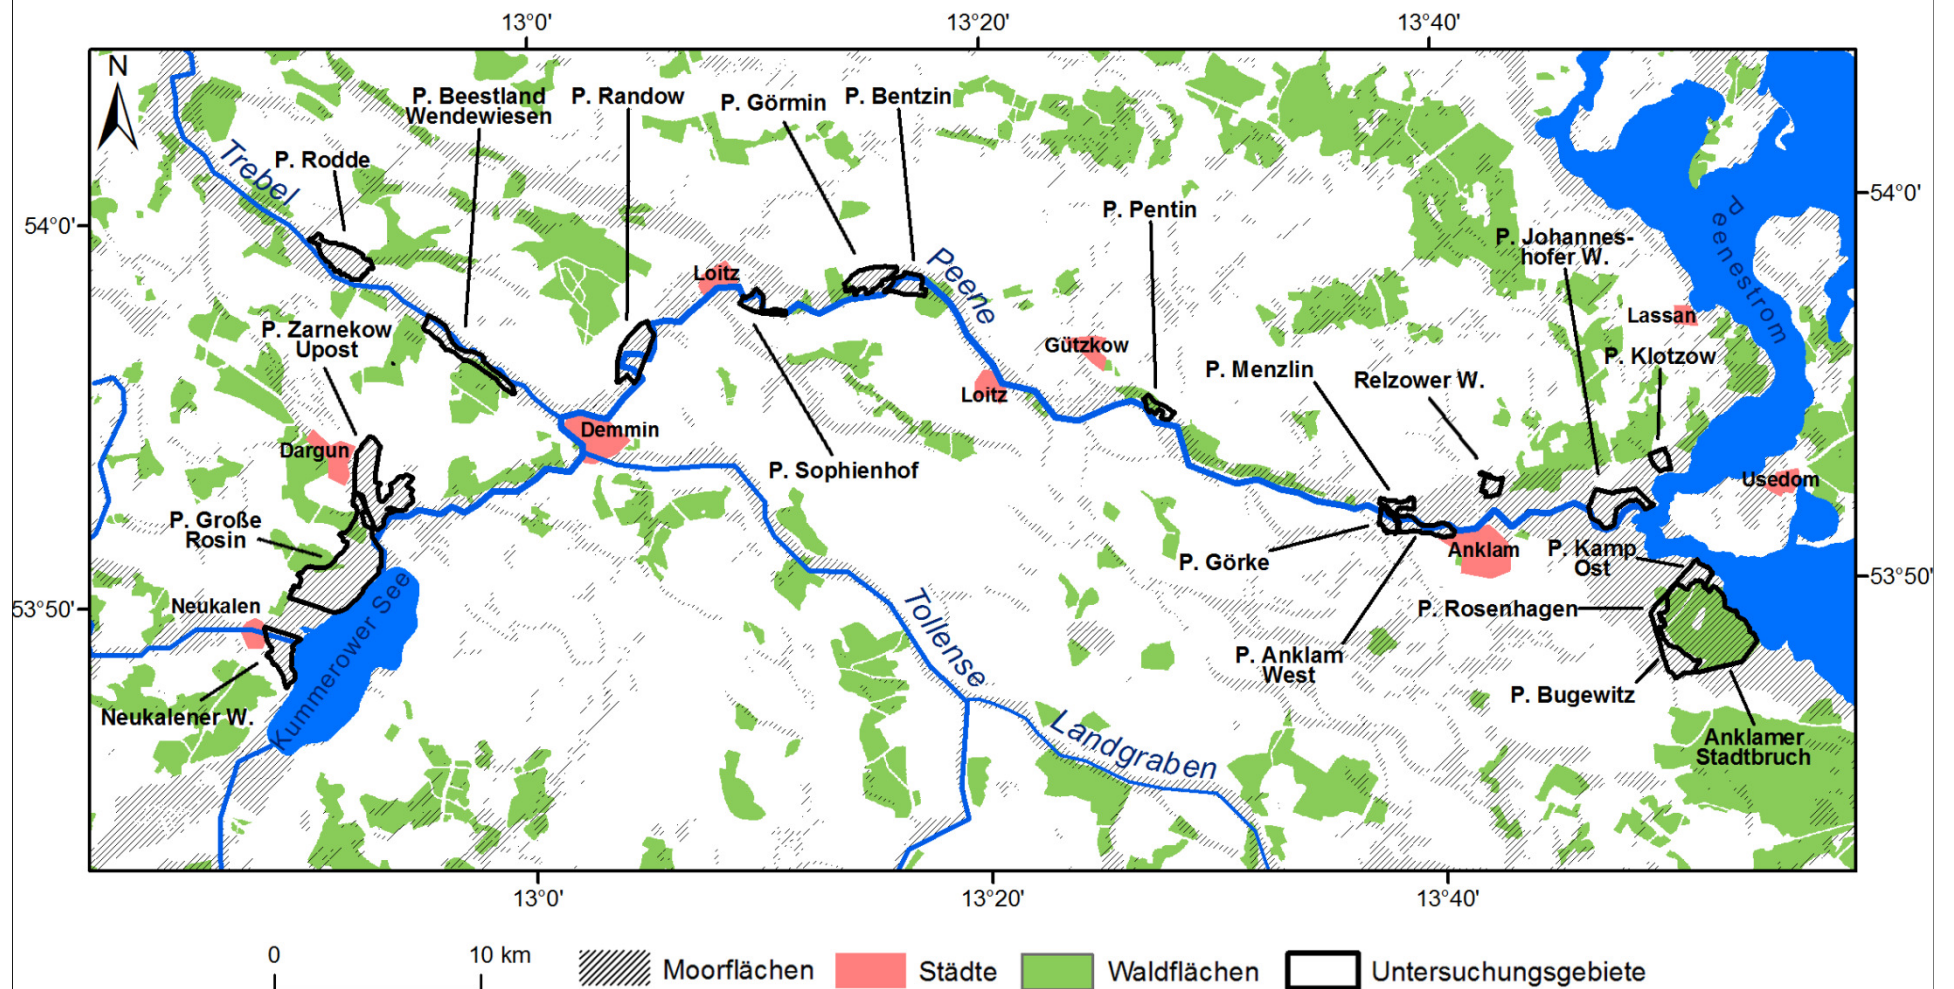 13°0'
13°20'
13°40'
N
P. Beestland
Wendewiesen
P. Randow
P. Görmin
P. Bentzin
Trebel
P. Rodde
54°0'
54°0'
P. Pentin
Peenestrom
P. Johannes-
hofer W.
Loitz
Peene
P. Zarnekow
Upost
Lassan
Gützkow
P. Klotzow
P. Menzlin
Relzower W.
Loitz
Demmin
Dargun
P. Sophienhof
Usedom
P. Große
Rosin
P. Görke
Anklam
P. Kamp
Ost
53°50'
53°50'
Neukalen
P. Rosenhagen
Kummerower See
Tollense
P. Anklam
West
P. Bugewitz
Neukalener W.
Landgraben
Anklamer
Stadtbruch
13°0'
13°20'
13°40'
0
10 km
Moorflächen
Städte
Waldflächen
Untersuchungsgebiete